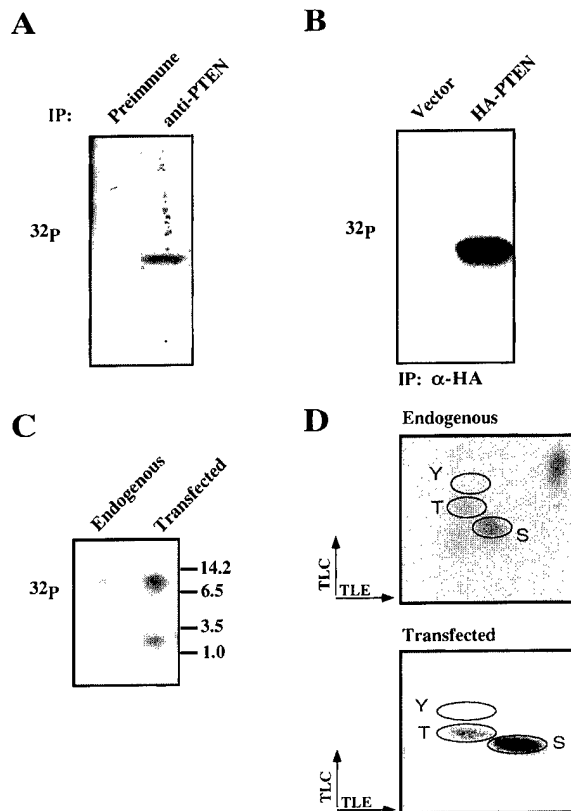 A
B
IP:
Preimmune
anti-PTEN
32P
Vector
HA-PTEN
32P
IP: α-HA
C
D
Endogenous
Transfected
32P
14.2
6.5
3.5
1.0
Endogenous
Y
T
S
TLC
TLE
Transfected
Y
T
S
TLC
TLE